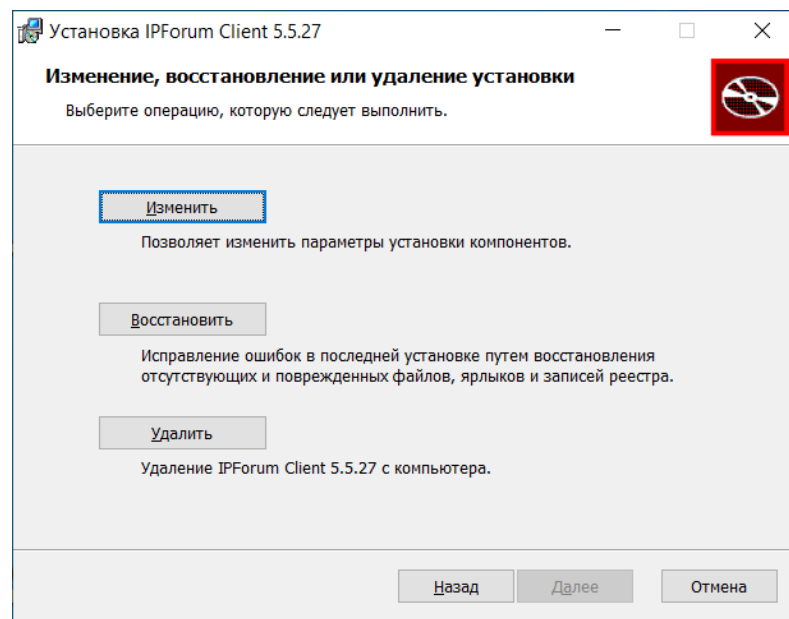 Установка IPForum Client 5.5.27
Изменение, восстановление или удаление установки
Выберите операцию, которую следует выполнить.
Изменить
Позволяет изменить параметры установки компонентов.
Восстановить
Исправление ошибок в последней установке путем восстановления
отсутствующих и поврежденных файлов, ярлыков и записей реестра.
Удалить
Удаление IPForum Client 5.5.27 с компьютера.
Назад Далее Отмена